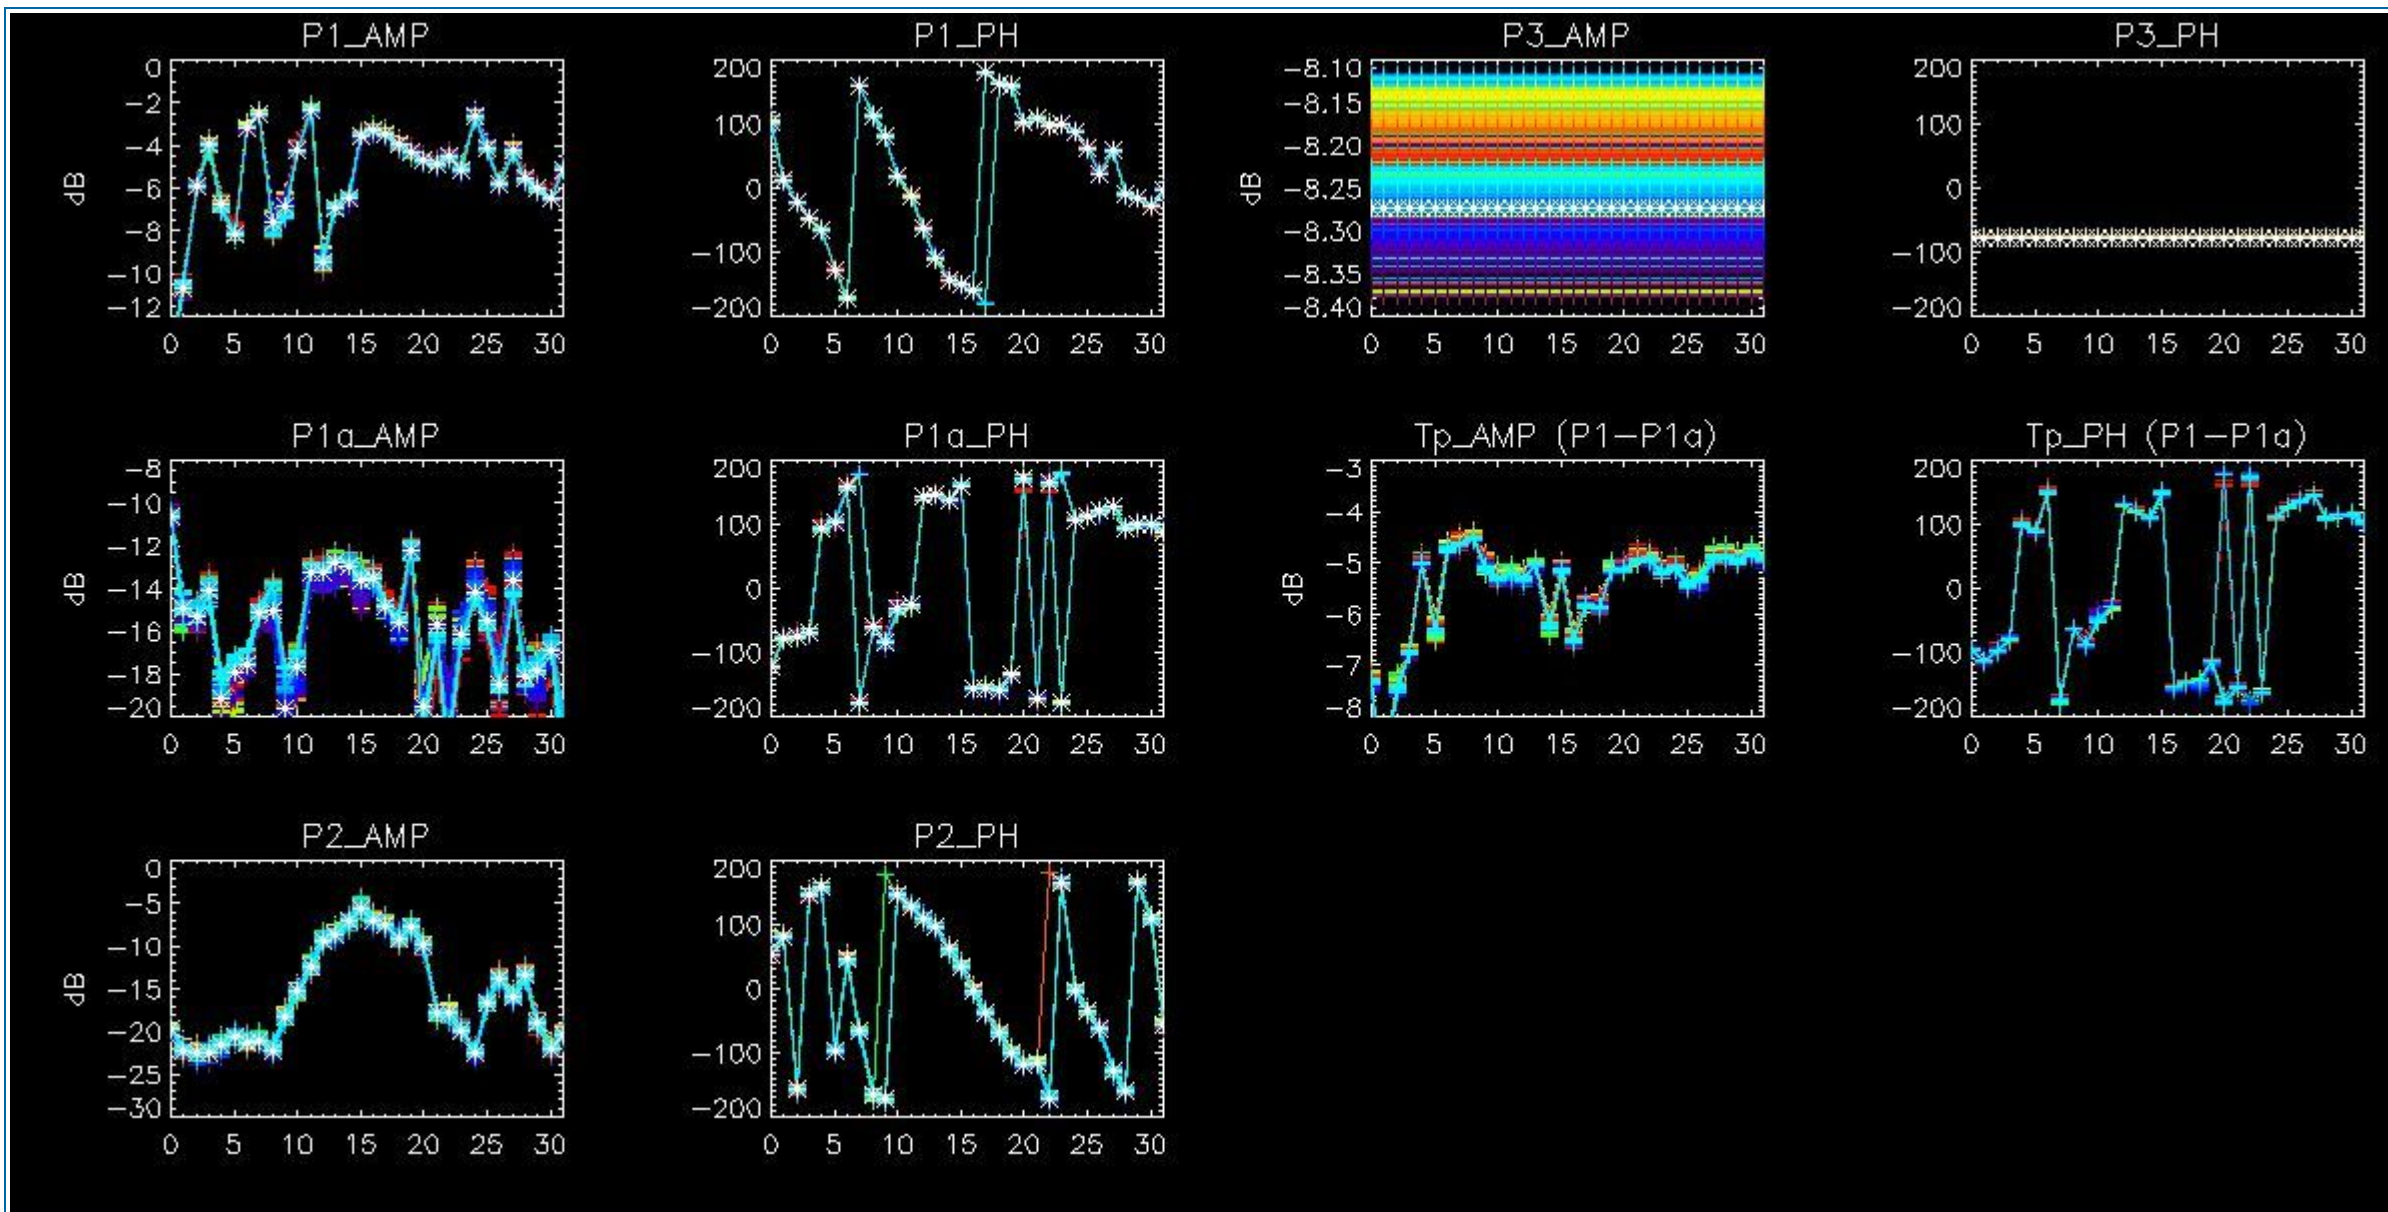 P1_AMP P1_PH P3_AMP P3_PH
0 200 -8.10 200
-2 100 -8.15 100
-4 0 -8.20 0
-6 -100 -8.25 -100
-8 -200 -8.30 -200
-10 -8.35
-12 -8.40
dB dB
0 5 10 15 20 25 30 0 5 10 15 20 25 30 0 5 10 15 20 25 30 0 5 10 15 20 25 30
P1a_AMP P1a_PH Tp_AMP (P1-P1a) Tp_PH (P1-P1a)
-8 200 -3 200
-10 100 -4 100
-12 0 -5 0
-14 -100 -6 -100
-16 -200 -7 -200
-18 -8
-20
dB dB
0 5 10 15 20 25 30 0 5 10 15 20 25 30 0 5 10 15 20 25 30 0 5 10 15 20 25 30
P2_AMP P2_PH
0 200
-5 100
-10 0
-15 -100
-20 -200
-25
-30
dB
0 5 10 15 20 25 30 0 5 10 15 20 25 30